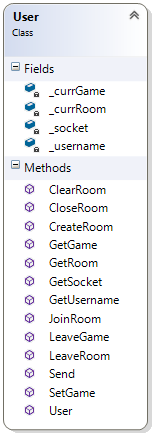 User
Class
Fields
_currGame
_currRoom
_socket
_username
Methods
ClearRoom
CloseRoom
CreateRoom
GetGame
GetRoom
GetSocket
GetUsername
JoinRoom
LeaveGame
LeaveRoom
Send
SetGame
User